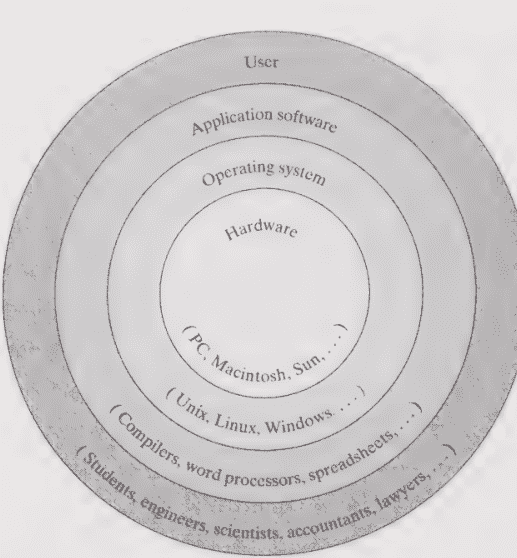 User
Application software
Operating system
Hardware
(PC, Macintosh, Sun, . . . )
(Unix, Linux, Windows. . . . )
(Compilers, word processors, spreadsheets, . . . )
(Students, engineers, scientists, accountants, lawyers, . . . )